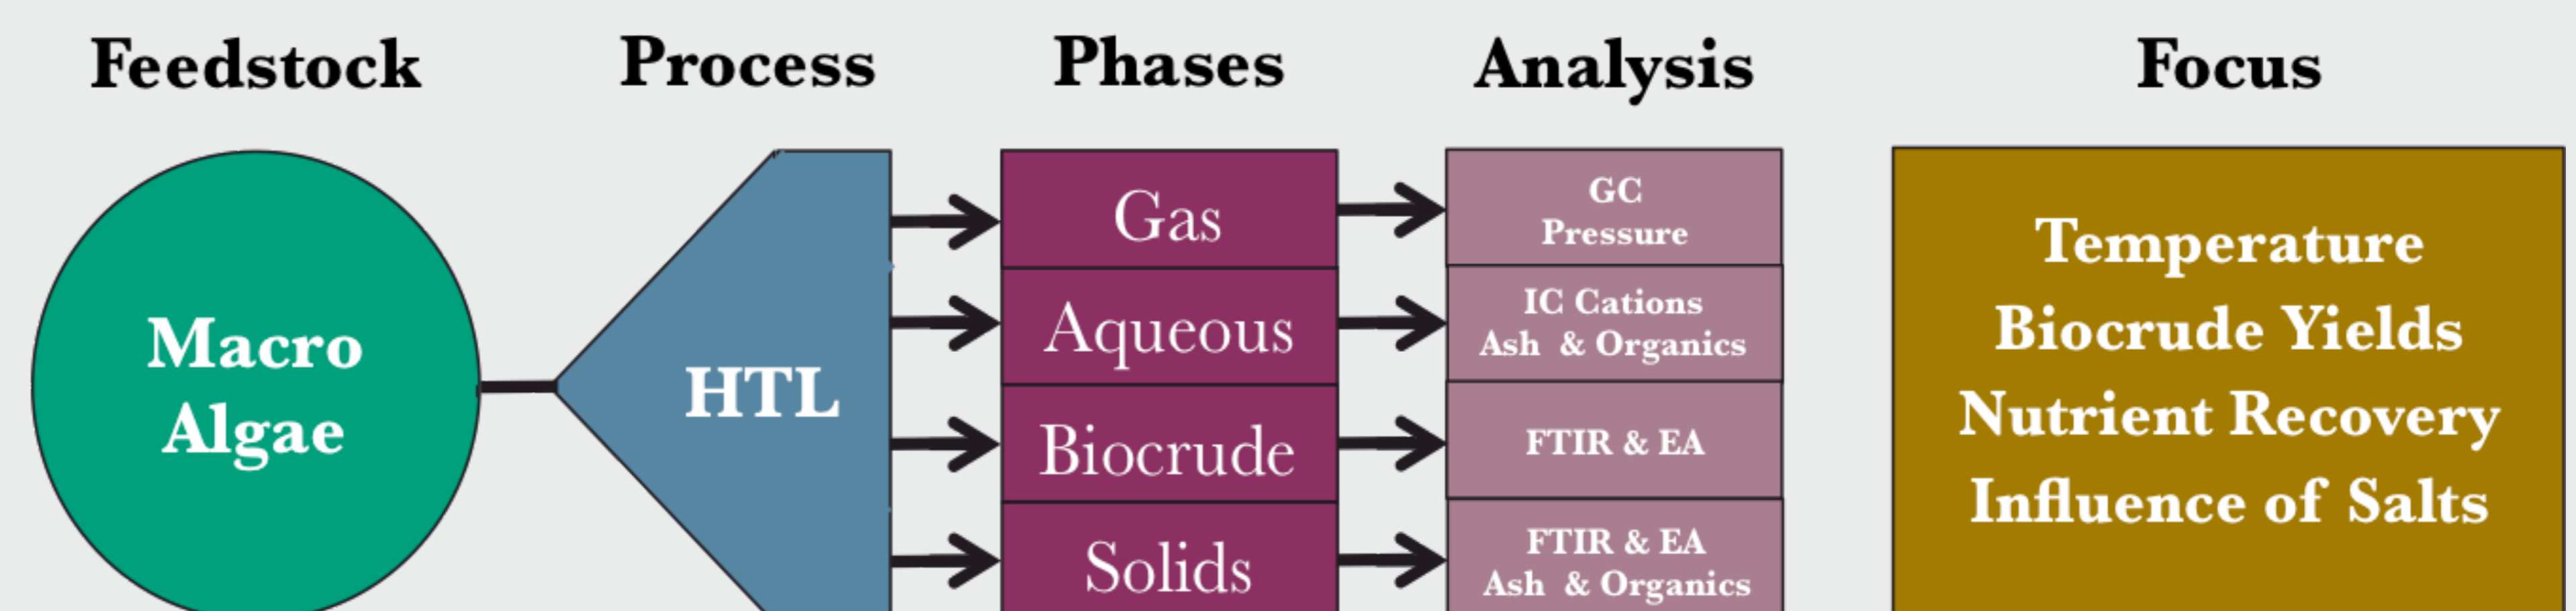 Feedstock
Process
Phases
Analysis
Focus
Macro
Algae
HTL
Gas
Aqueous
Biocrude
Solids
GC
Pressure
IC Cations
Ash & Organics
FTIR & EA
FTIR & EA
Ash & Organics
Temperature
Biocrude Yields
Nutrient Recovery
Influence of Salts